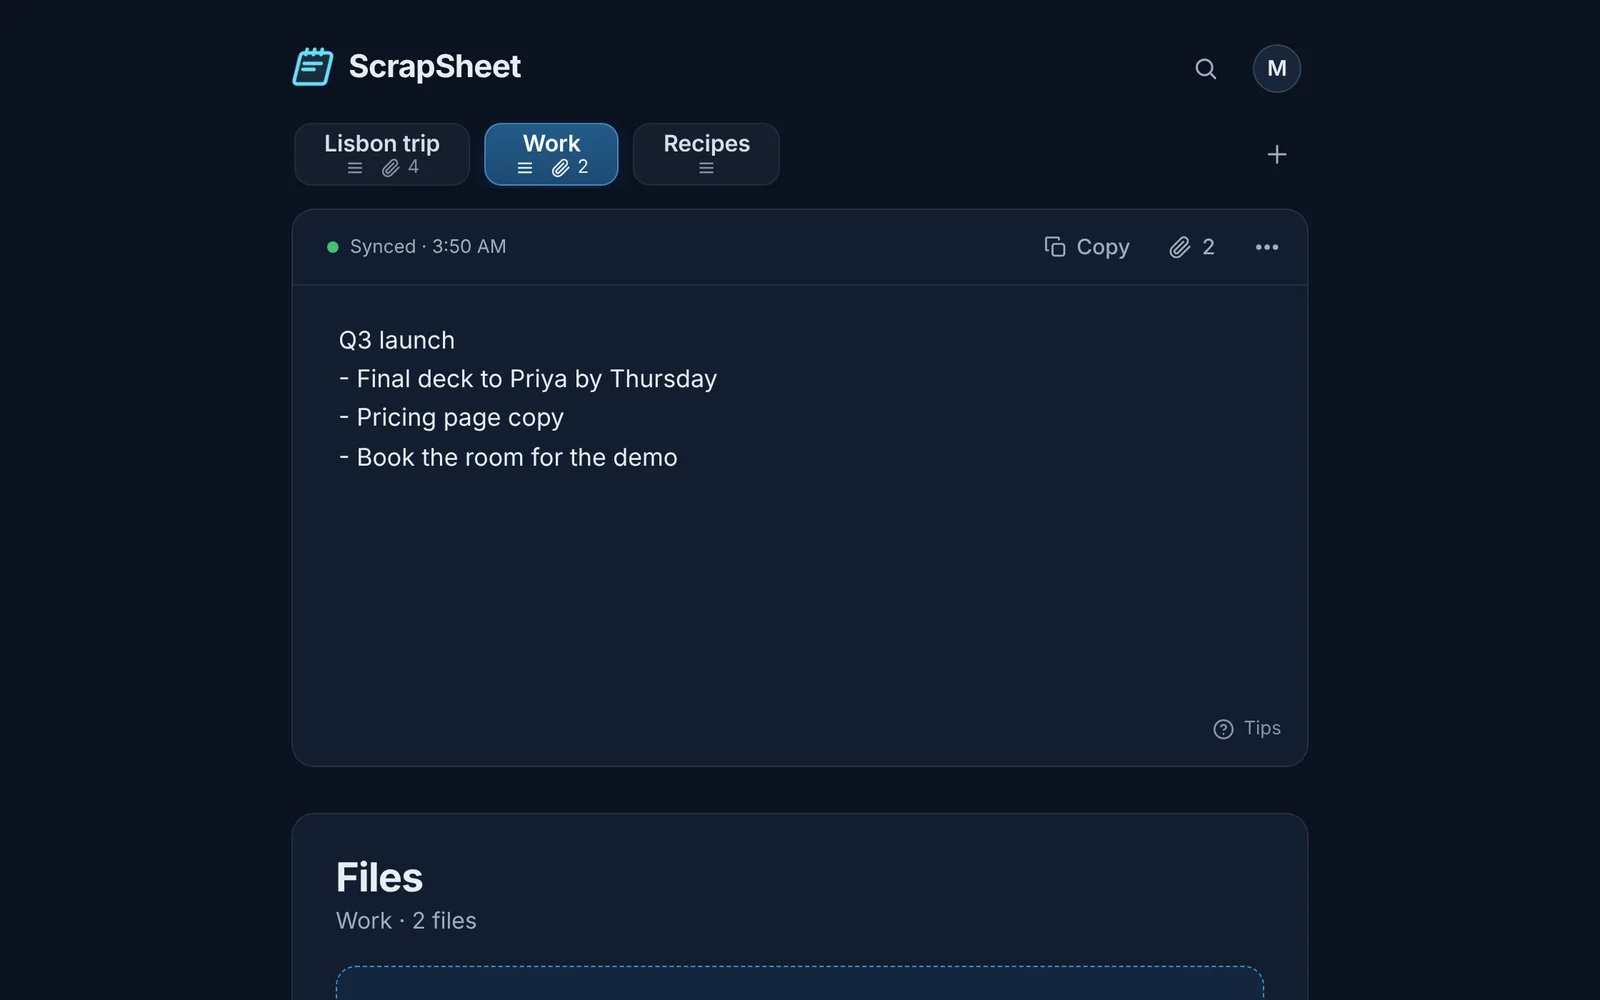 ScrapSheet
M
Lisbon trip
4
Work
2
Recipes
Synced · 3:50 AM
Copy
2
Q3 launch
- Final deck to Priya by Thursday
- Pricing page copy
- Book the room for the demo
Tips
Files
Work · 2 files